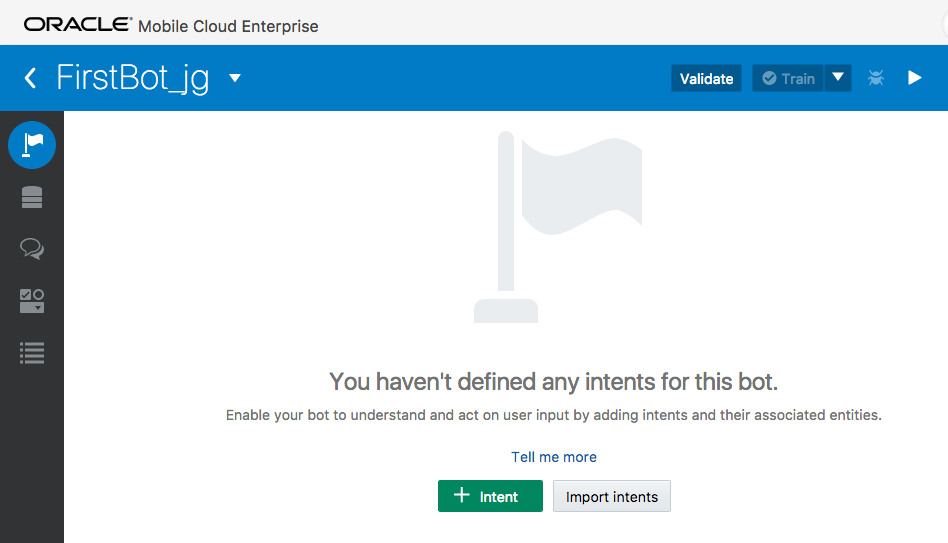 ORACLE® Mobile Cloud Enterprise
FirstBot_jg
Validate
Train
You haven't defined any intents for this bot.
Enable your bot to understand and act on user input by adding intents and their associated entities.
Tell me more
+ Intent
Import intents